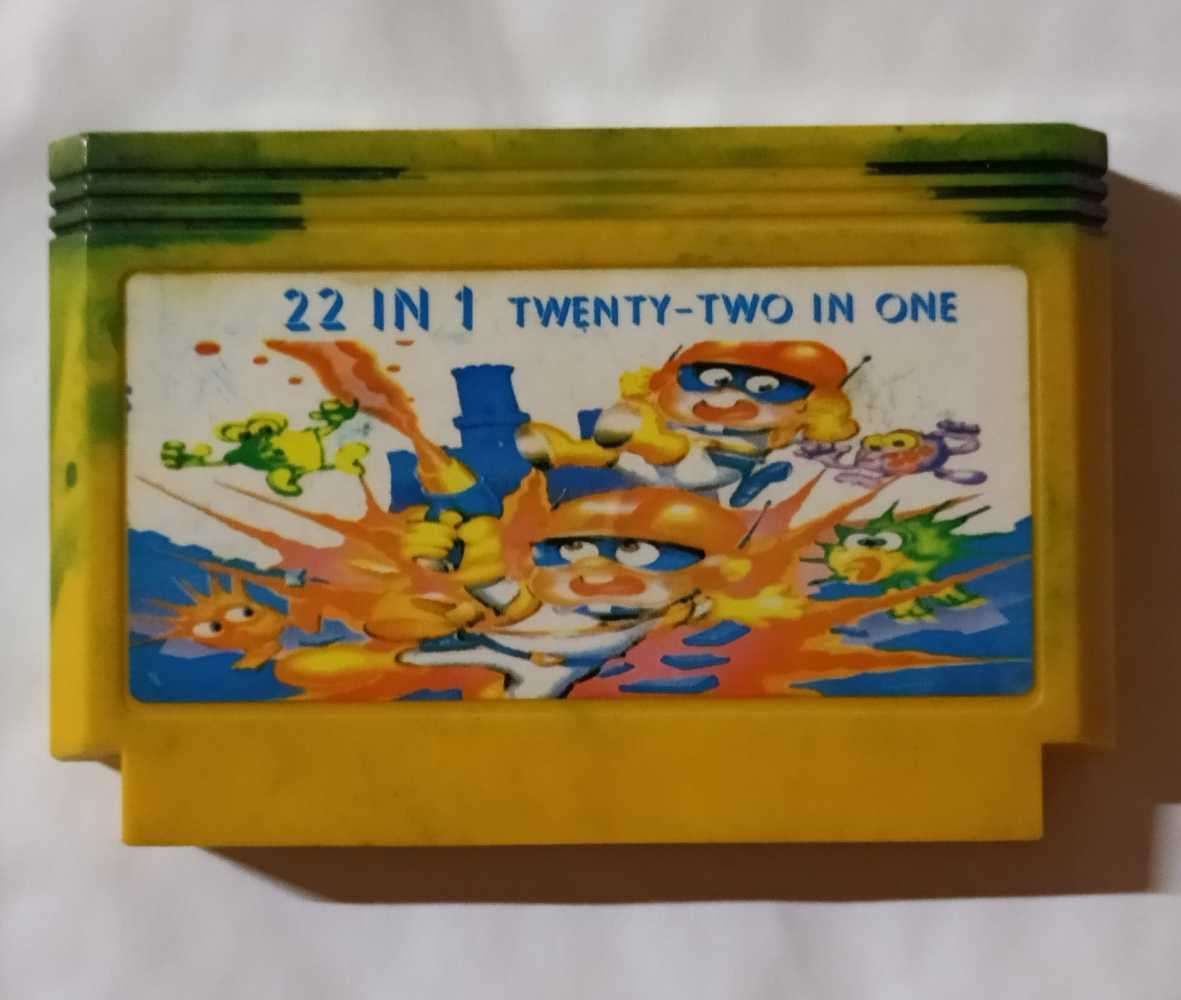 22 IN 1 TWENTY-TWO IN ONE